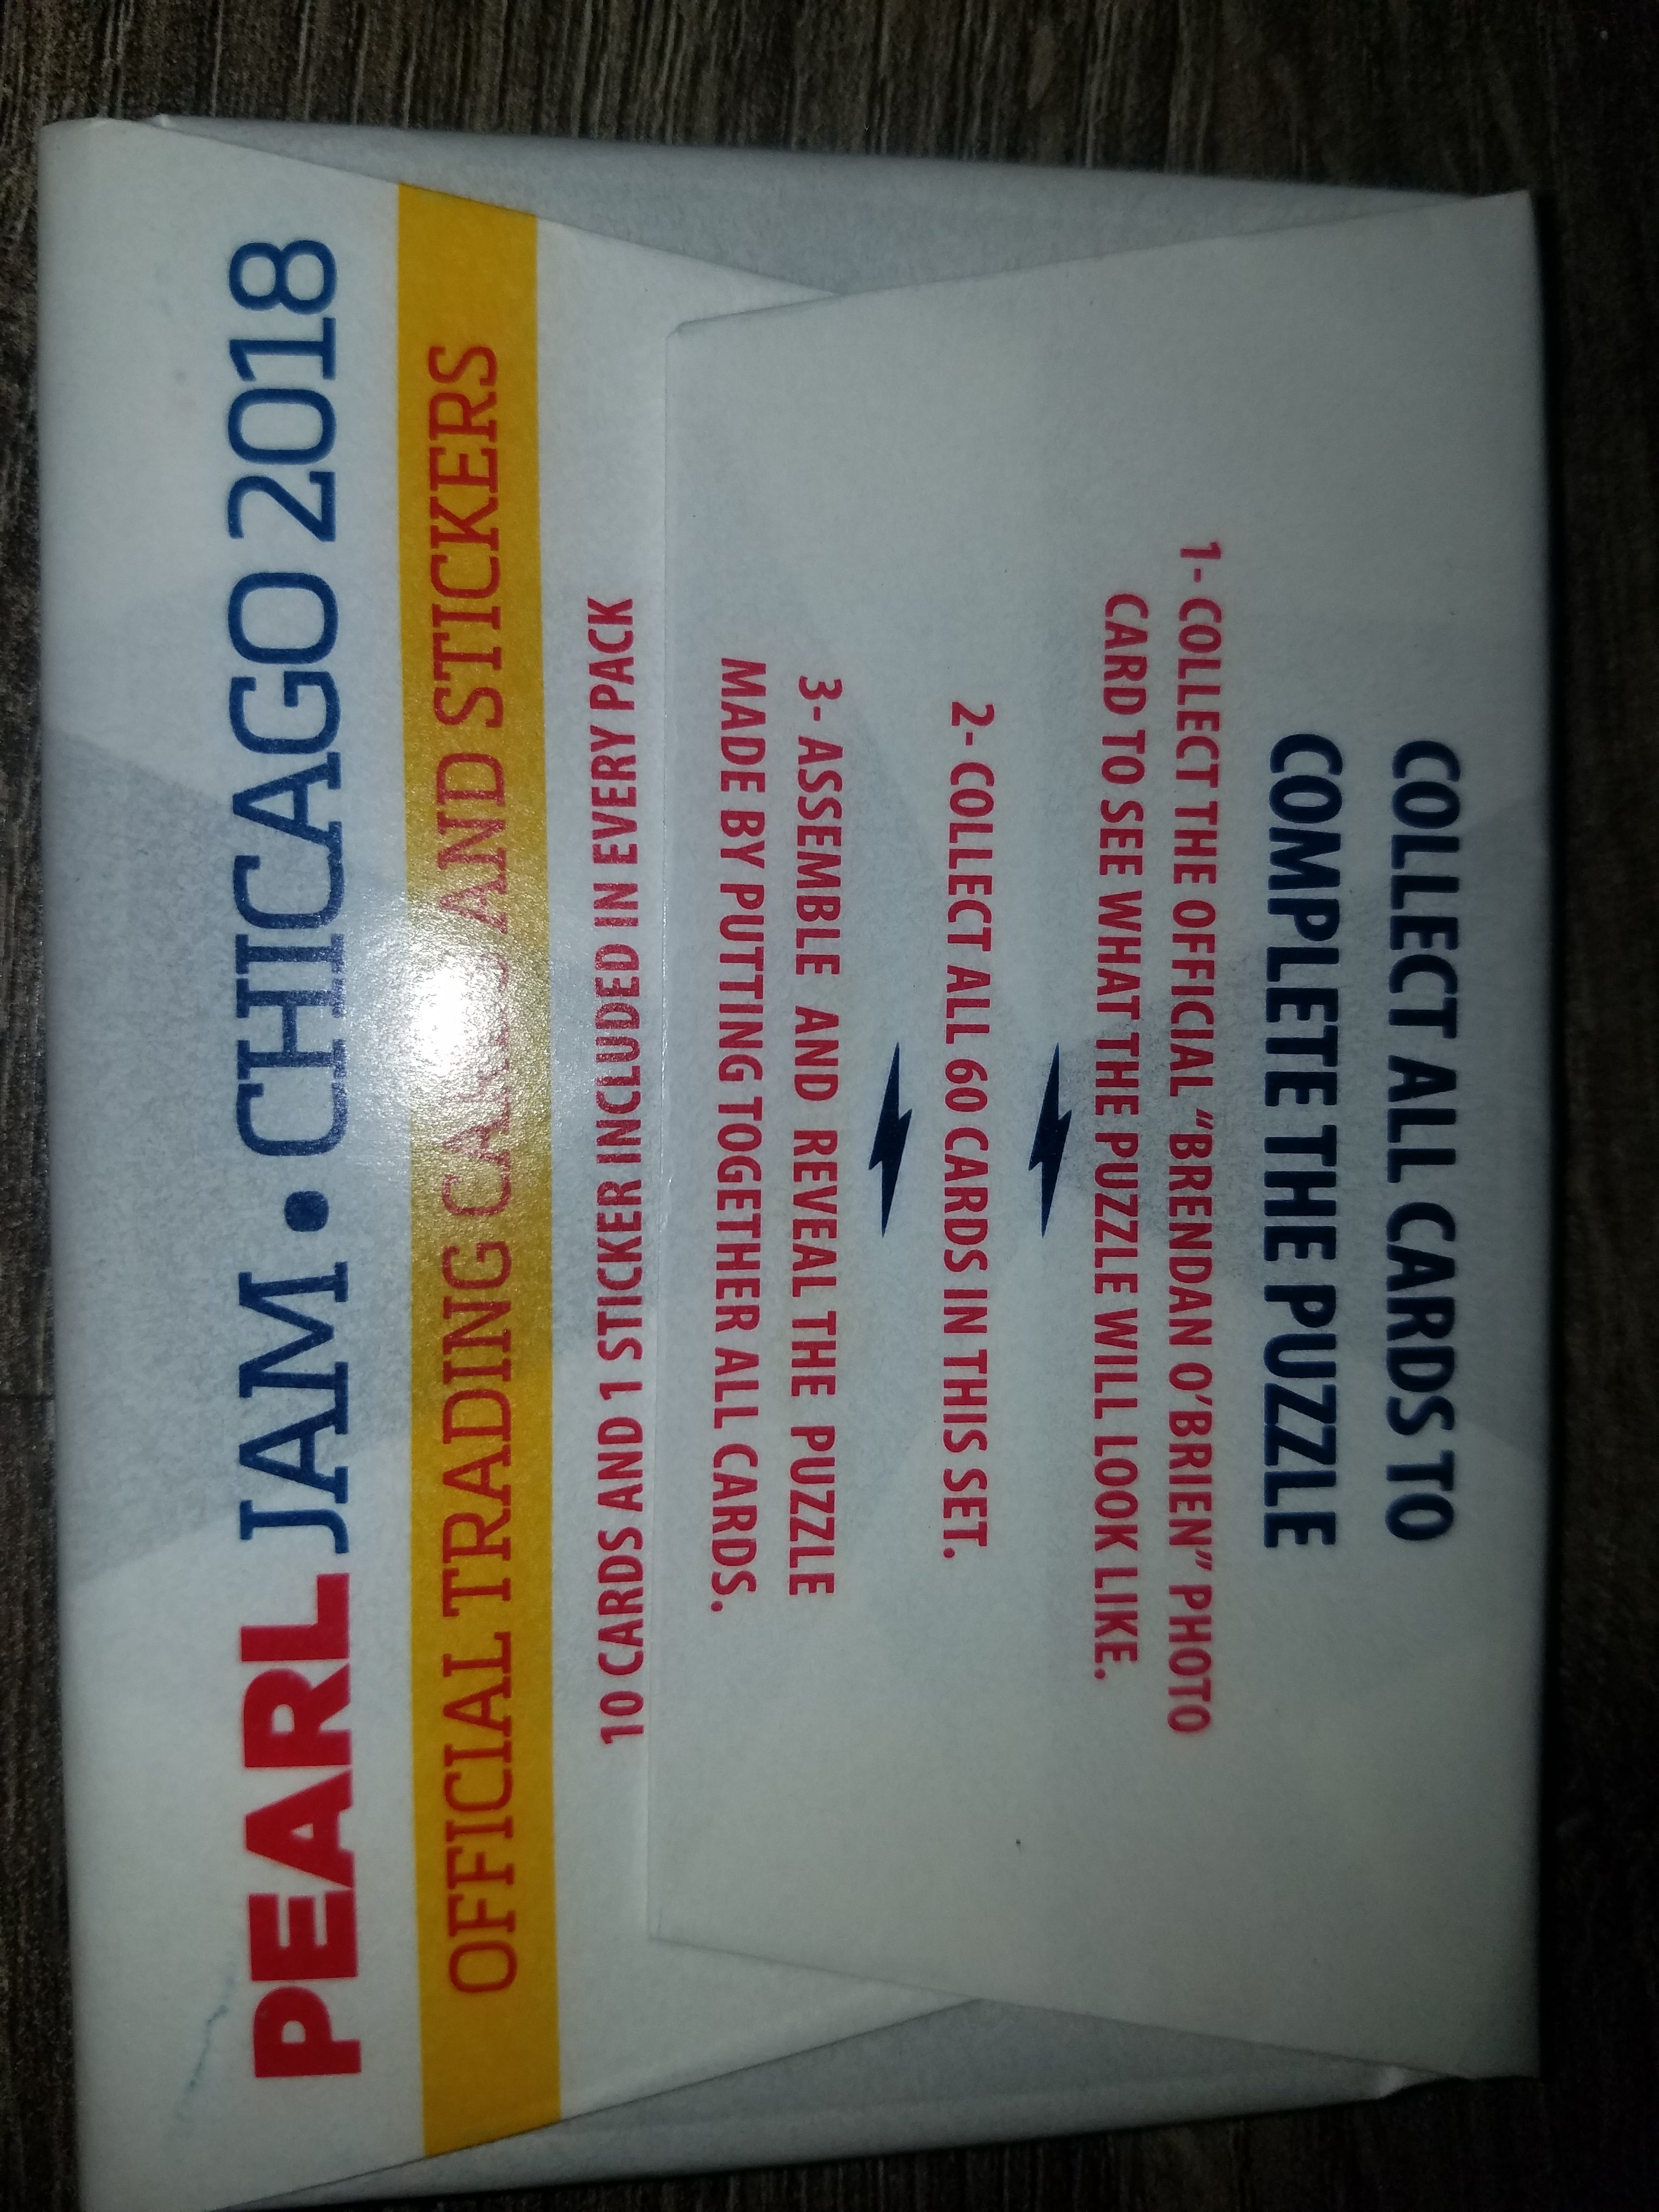 PEARL JAM • CHICAGO 2018
OFFICIAL TRADING CARDS AND STICKERS
10 CARDS AND 1 STICKER INCLUDED IN EVERY PACK
COLLECT ALL CARDS TO
COMPLETE THE PUZZLE
1- COLLECT THE OFFICIAL “BRENDAN O’BRIEN” PHOTO
CARD TO SEE WHAT THE PUZZLE WILL LOOK LIKE.
2- COLLECT ALL 60 CARDS IN THIS SET.
3- ASSEMBLE AND REVEAL THE PUZZLE
MADE BY PUTTING TOGETHER ALL CARDS.